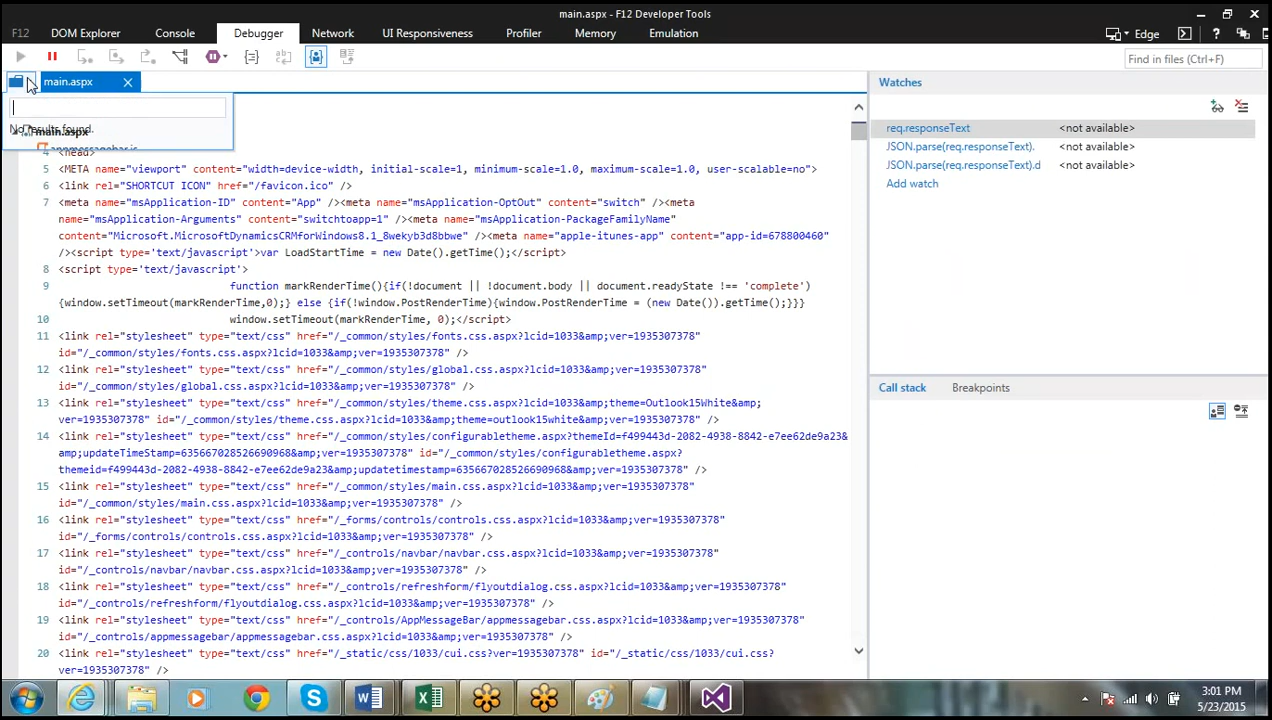 main.aspx - F12 Developer Tools
F12 DOM Explorer Console Debugger Network UI Responsiveness Profiler Memory Emulation Edge ?
Find in files (Ctrl+F)
main.aspx
Watches
No results found.
main.aspx
appmessagebar.js
req.responseText <not available>
JSON.parse(req.responseText). <not available>
JSON.parse(req.responseText).d <not available>
Add watch
4 <head>
5 <META name="viewport" content="width=device-width, initial-scale=1, minimum-scale=1.0, maximum-scale=1.0, user-scalable=no">
6 <link rel="SHORTCUT ICON" href="/favicon.ico" />
7 <meta name="msApplication-ID" content="App" /><meta name="msApplication-OptOut" content="switch" /><meta
name="msApplication-Arguments" content="switchtoapp=1" /><meta name="msApplication-PackageFamilyName"
content="Microsoft.MicrosoftDynamicsCRMforWindows8.1_8wekyb3d8bbwe" /><meta name="apple-itunes-app" content="app-id=678800460"
/><script type='text/javascript'>var LoadStartTime = new Date().getTime();</script>
8 <script type='text/javascript'>
9 function markRenderTime(){if(!document || !document.body || document.readyState !== 'complete')
{window.setTimeout(markRenderTime,0);} else {if(!window.PostRenderTime){window.PostRenderTime = (new Date()).getTime();}}}
10 window.setTimeout(markRenderTime, 0);</script>
11 <link rel="stylesheet" type="text/css" href="/_common/styles/fonts.css.aspx?lcid=1033&amp;ver=1935307378"
id="/_common/styles/fonts.css.aspx?lcid=1033&amp;ver=1935307378" />
12 <link rel="stylesheet" type="text/css" href="/_common/styles/global.css.aspx?lcid=1033&amp;ver=1935307378"
id="/_common/styles/global.css.aspx?lcid=1033&amp;ver=1935307378" />
13 <link rel="stylesheet" type="text/css" href="/_common/styles/theme.css.aspx?lcid=1033&amp;theme=Outlook15White&amp;
ver=1935307378" id="/_common/styles/theme.css.aspx?lcid=1033&amp;theme=outlook15white&amp;ver=1935307378" />
14 <link rel="stylesheet" type="text/css" href="/_common/styles/configurabletheme.aspx?themeId=f499443d-2082-4938-8842-e7ee62de9a23&
amp;updateTimeStamp=635667028526690968&amp;ver=1935307378" id="/_common/styles/configurabletheme.aspx?
themeid=f499443d-2082-4938-8842-e7ee62de9a23&amp;updatetimestamp=635667028526690968&amp;ver=1935307378" />
15 <link rel="stylesheet" type="text/css" href="/_common/styles/main.css.aspx?lcid=1033&amp;ver=1935307378"
id="/_common/styles/main.css.aspx?lcid=1033&amp;ver=1935307378" />
16 <link rel="stylesheet" type="text/css" href="/_forms/controls/controls.css.aspx?lcid=1033&amp;ver=1935307378"
id="/_forms/controls/controls.css.aspx?lcid=1033&amp;ver=1935307378" />
17 <link rel="stylesheet" type="text/css" href="/_controls/navbar/navbar.css.aspx?lcid=1033&amp;ver=1935307378"
id="/_controls/navbar/navbar.css.aspx?lcid=1033&amp;ver=1935307378" />
18 <link rel="stylesheet" type="text/css" href="/_controls/refreshform/flyoutdialog.css.aspx?lcid=1033&amp;ver=1935307378"
id="/_controls/refreshform/flyoutdialog.css.aspx?lcid=1033&amp;ver=1935307378" />
19 <link rel="stylesheet" type="text/css" href="/_controls/AppMessageBar/appmessagebar.css.aspx?lcid=1033&amp;ver=1935307378"
id="/_controls/appmessagebar/appmessagebar.css.aspx?lcid=1033&amp;ver=1935307378" />
20 <link rel="stylesheet" type="text/css" href="/_static/css/1033/cui.css?ver=1935307378" id="/_static/css/1033/cui.css?
ver=1935307378" />
Call stack Breakpoints
3:01 PM
5/23/2015